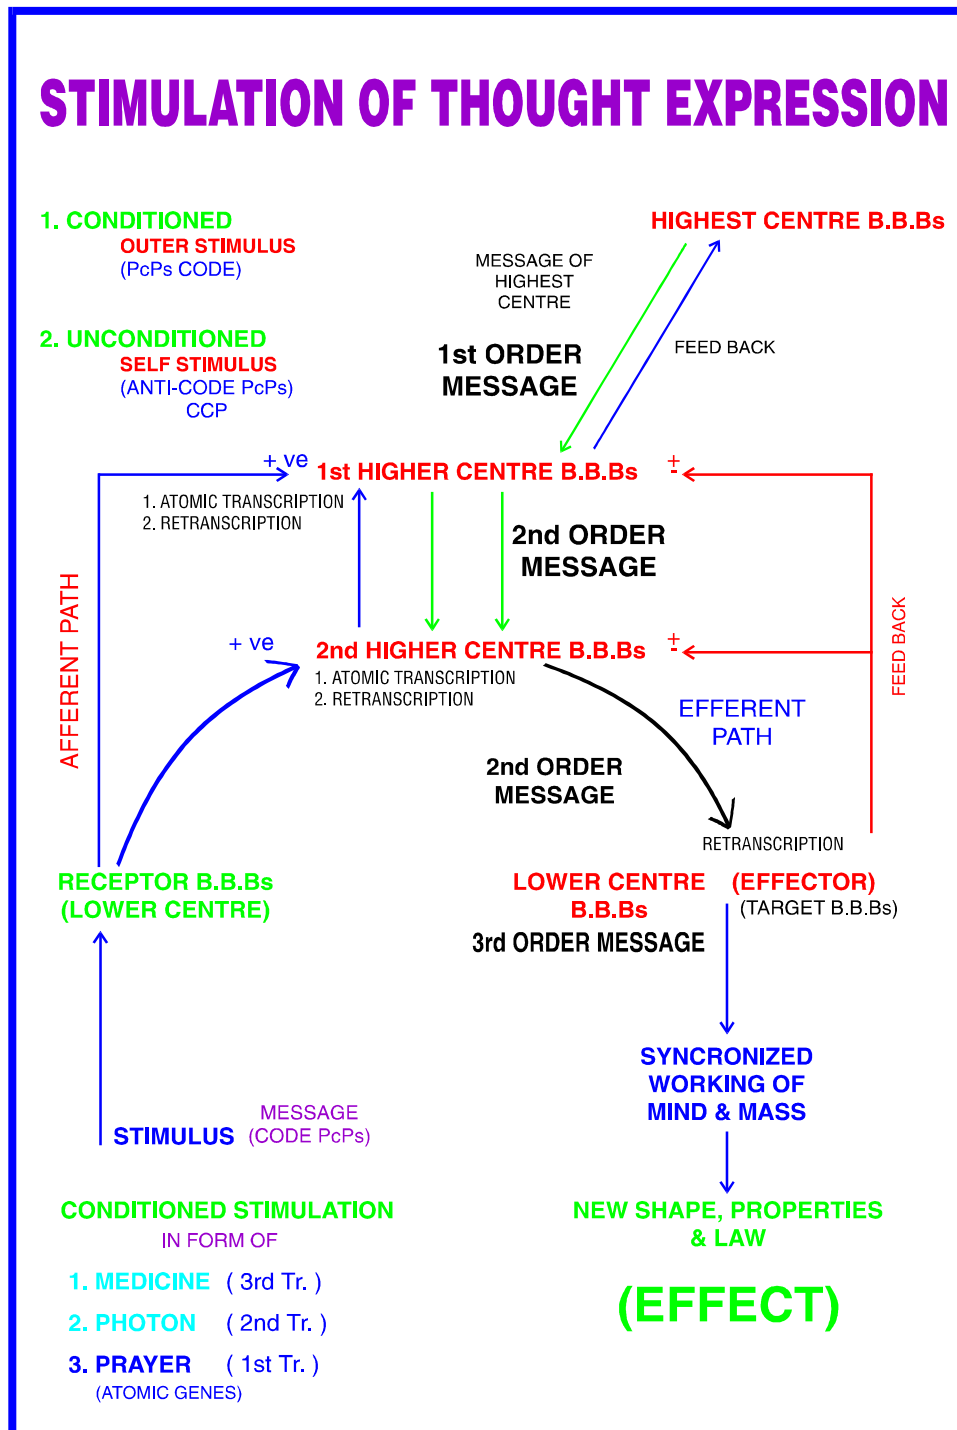 STIMULATION OF THOUGHT EXPRESSION
1. CONDITIONED
OUTER STIMULUS
(PcPs CODE)
2. UNCONDITIONED
SELF STIMULUS
(ANTI-CODE PcPs)
CCP
HIGHEST CENTRE B.B.Bs
MESSAGE OF
HIGHEST
CENTRE
1st ORDER
MESSAGE
FEED BACK
+ ve
1st HIGHER CENTRE B.B.Bs
+
-
1. ATOMIC TRANSCRIPTION
2. RETRANSCRIPTION
2nd ORDER
MESSAGE
AFFERENT PATH
+ ve
2nd HIGHER CENTRE B.B.Bs
+
-
1. ATOMIC TRANSCRIPTION
2. RETRANSCRIPTION
FEED BACK
EFFERENT
PATH
2nd ORDER
MESSAGE
RETRANSCRIPTION
RECEPTOR B.B.Bs
(LOWER CENTRE)
LOWER CENTRE (EFFECTOR)
B.B.Bs (TARGET B.B.Bs)
3rd ORDER MESSAGE
SYNCRONIZED
WORKING OF
MIND & MASS
STIMULUS
MESSAGE
(CODE PcPs)
CONDITIONED STIMULATION
IN FORM OF
1. MEDICINE ( 3rd Tr. )
2. PHOTON ( 2nd Tr. )
3. PRAYER ( 1st Tr. )
(ATOMIC GENES)
NEW SHAPE, PROPERTIES
& LAW
(EFFECT)